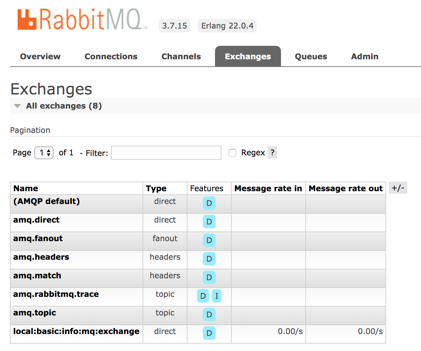 RabbitMQ TM 3.7.15 Erlang 22.0.4
Overview Connections Channels Exchanges Queues Admin
Exchanges
All exchanges (8)
Pagination
Page 1 of 1 - Filter: Regex ?
Name Type Features Message rate in Message rate out +/-
(AMQP default) direct D
amq.direct direct D
amq.fanout fanout D
amq.headers headers D
amq.match headers D
amq.rabbitmq.trace topic D I
amq.topic topic D
local:basic:info:mq:exchange direct D 0.00/s 0.00/s